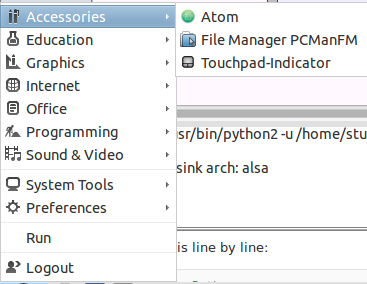 Accessories
Education
Graphics
Internet
Office
Programming
Sound & Video
System Tools
Preferences
Run
Logout
Atom
File Manager PCManFM
Touchpad-Indicator
usr/bin/python2 -u /home/stu
sink arch: alsa
is line by line: